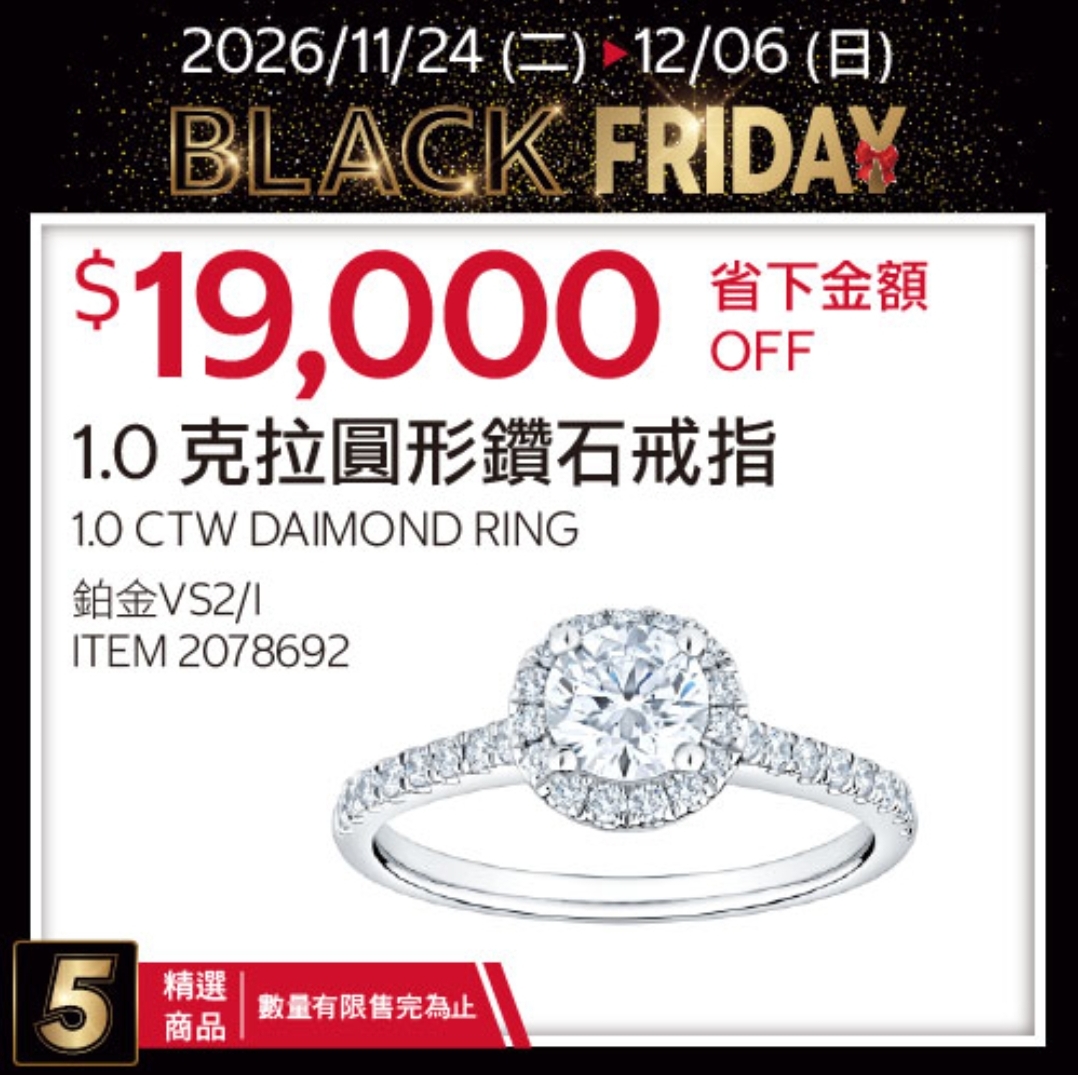 2026/11/24 (二)▶12/06 (日)
BLACK FRIDAY
$19,000 省下金額
OFF
1.0 克拉圓形鑽石戒指
1.0 CTW DAIMOND RING
鉑金VS2/I
ITEM 2078692
5 精選
商品
數量有限售完為止